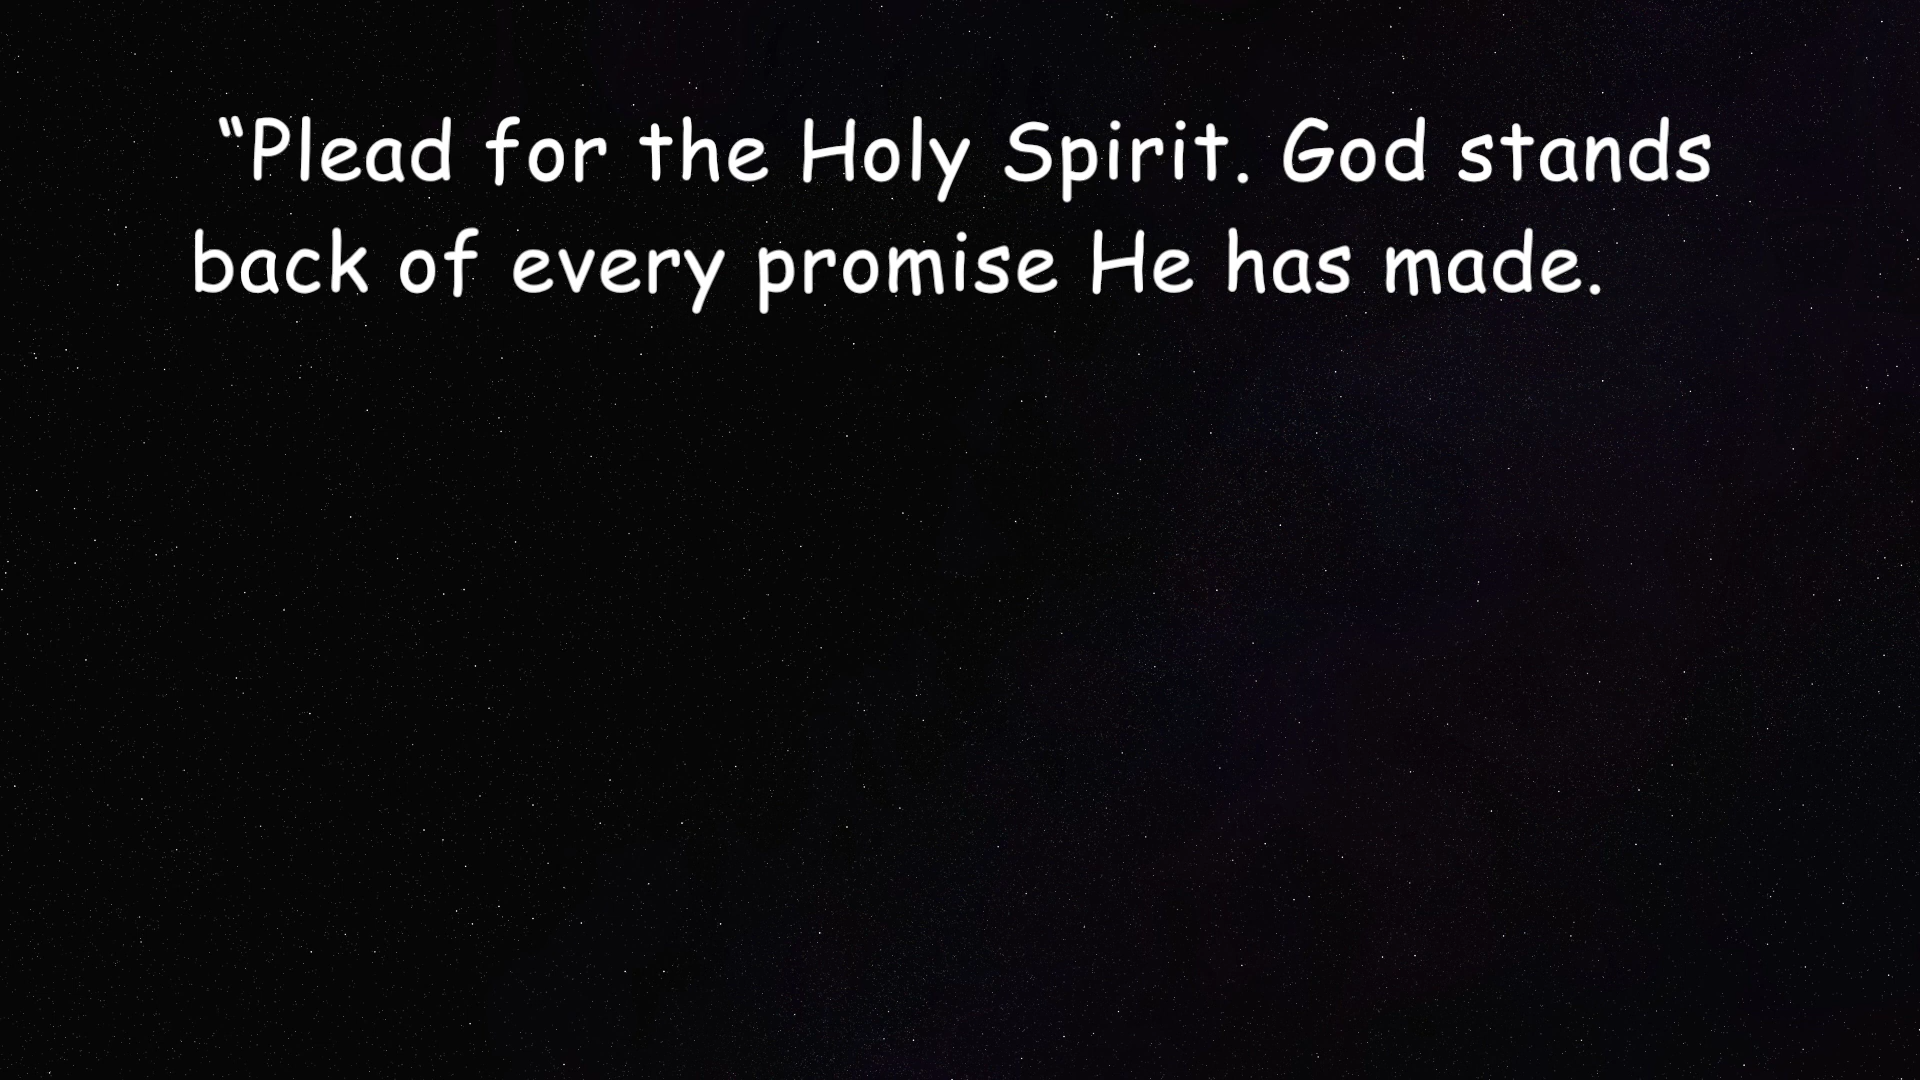 “Plead for the Holy Spirit. God stands
back of every promise He has made.